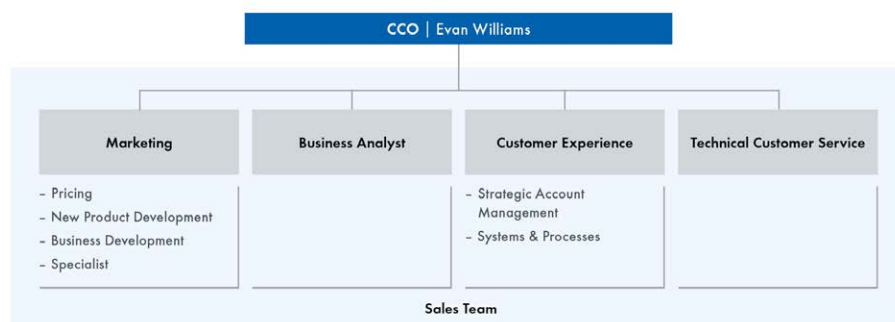 CCO | Evan Williams
Marketing
Business Analyst
Customer Experience
Technical Customer Service
– Pricing
– New Product Development
– Business Development
– Specialist
– Strategic Account
Management
– Systems & Processes
Sales Team